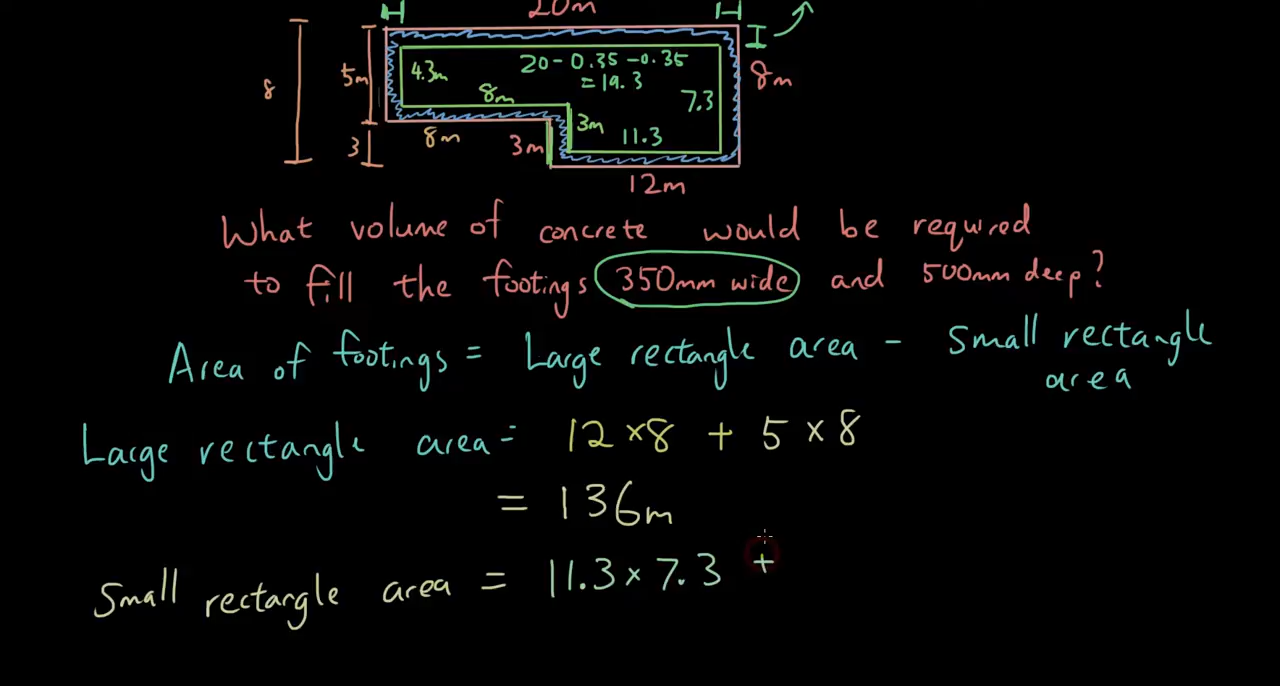 20m
8
5m
4.3m
20 - 0.35 - 0.35
= 19.3
8m
8m
7.3
3m
11.3
8m
3m
3
12m
What volume of concrete would be required
to fill the footings 350mm wide and 500mm deep?
Area of footings = Large rectangle area - Small rectangle
area
Large rectangle area = 12 × 8 + 5 × 8
= 136m
Small rectangle area = 11.3 × 7.3 +